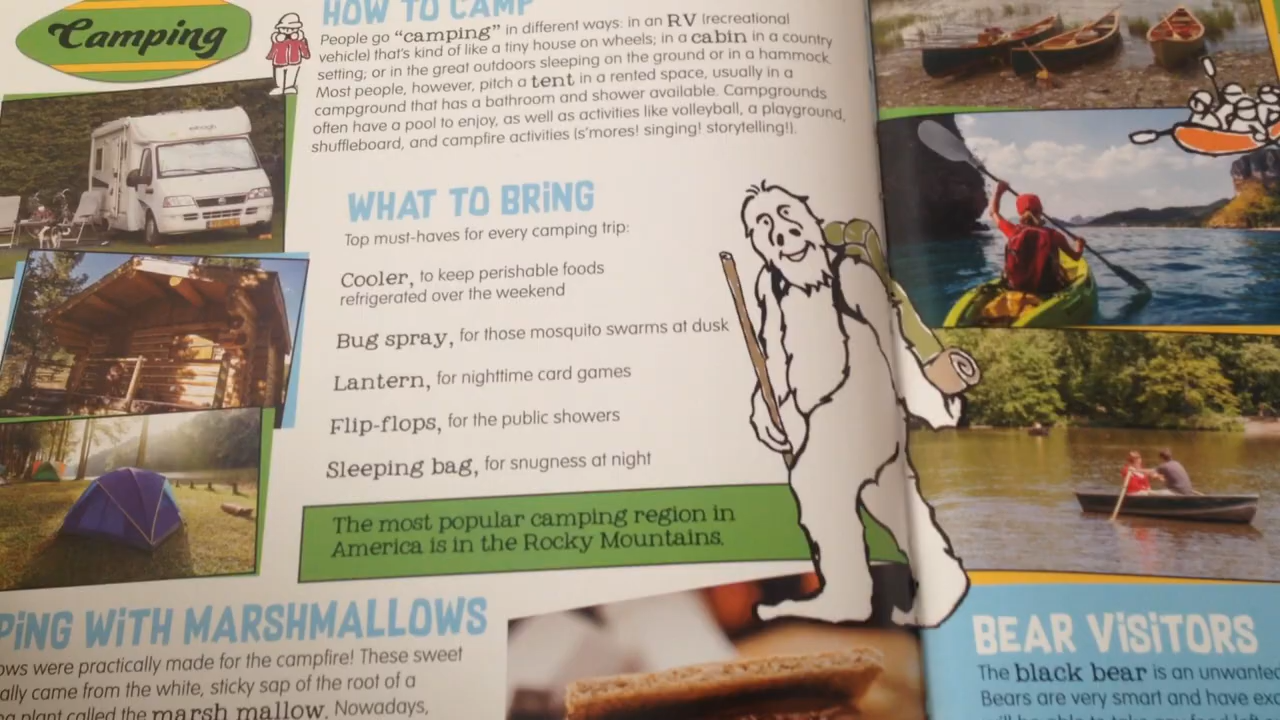 Camping
HOW TO CAMP
People go “camping” in different ways: in an RV (recreational
vehicle) that's kind of like a tiny house on wheels; in a cabin in a country
setting; or in the great outdoors sleeping on the ground or in a hammock.
Most people, however, pitch a tent in a rented space, usually in a
campground that has a bathroom and shower available. Campgrounds
often have a pool to enjoy, as well as activities like volleyball, a playground,
shuffleboard, and campfire activities (s'mores! singing! storytelling!).
WHAT TO BRING
Top must-haves for every camping trip:
Cooler, to keep perishable foods
refrigerated over the weekend
Bug spray, for those mosquito swarms at dusk
Lantern, for nighttime card games
Flip-flops, for the public showers
Sleeping bag, for snugness at night
The most popular camping region in
America is in the Rocky Mountains.
PING WITH MARSHMALLOWS
ows were practically made for the campfire! These sweet
ally came from the white, sticky sap of the root of a
plant called the marsh mallow. Nowadays,
BEAR VISITORS
The black bear is an unwanted
Bears are very smart and have exc